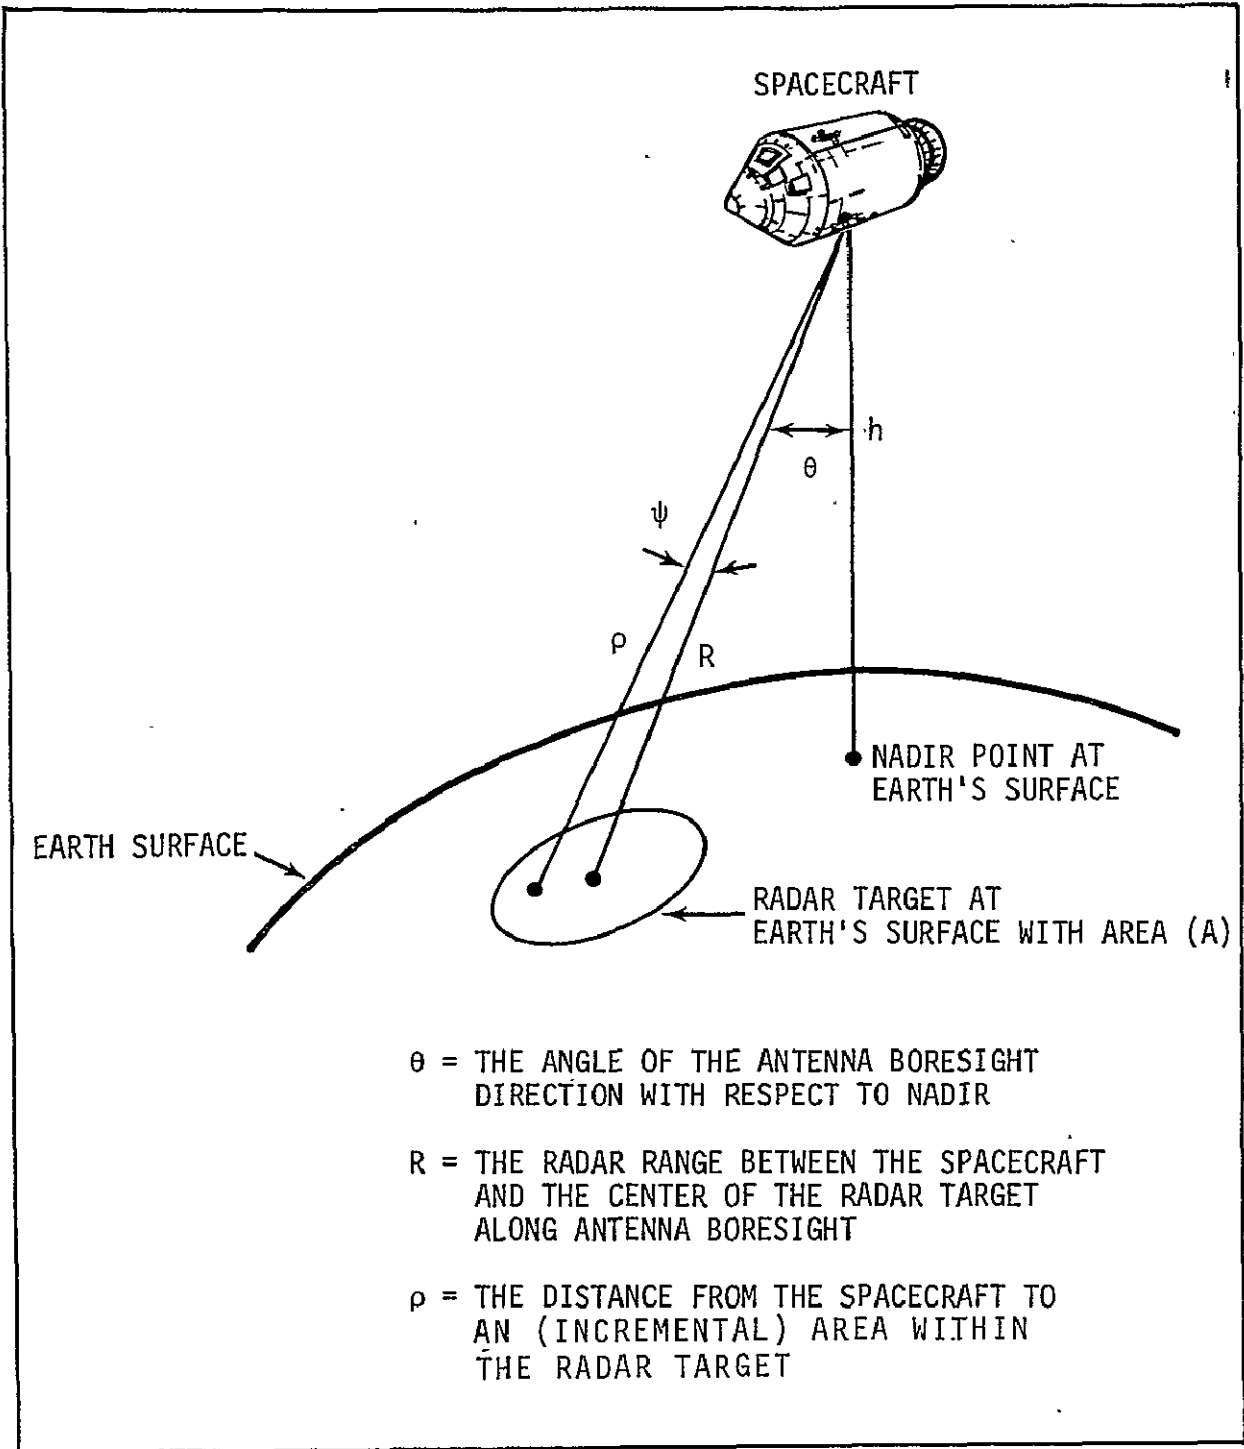 SPACECRAFT
h
θ
ψ
ρ
R
NADIR POINT AT
EARTH'S SURFACE
EARTH SURFACE
RADAR TARGET AT
EARTH'S SURFACE WITH AREA (A)
θ = THE ANGLE OF THE ANTENNA BORESIGHT
DIRECTION WITH RESPECT TO NADIR
R = THE RADAR RANGE BETWEEN THE SPACECRAFT
AND THE CENTER OF THE RADAR TARGET
ALONG ANTENNA BORESIGHT
ρ = THE DISTANCE FROM THE SPACECRAFT TO
AN (INCREMENTAL) AREA WITHIN
THE RADAR TARGET